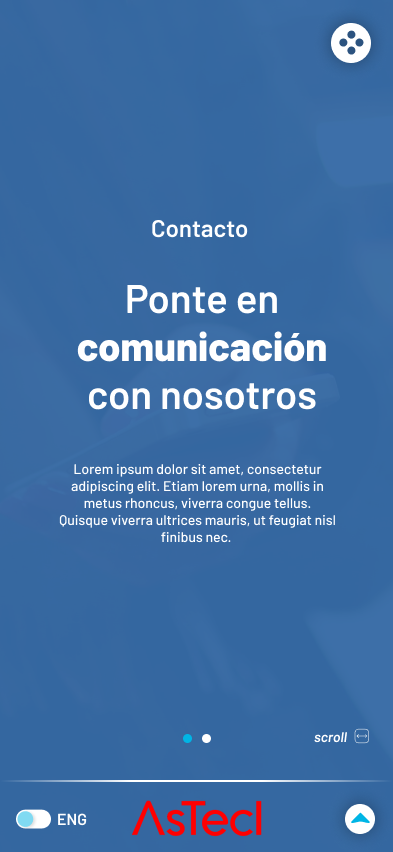 Contacto
Ponte en
comunicación
con nosotros
Lorem ipsum dolor sit amet, consectetur
adipiscing elit. Etiam lorem urna, mollis in
metus rhoncus, viverra congue tellus.
Quisque viverra ultrices mauris, ut feugiat nisl
finibus nec.
scroll
ENG
AsTecI